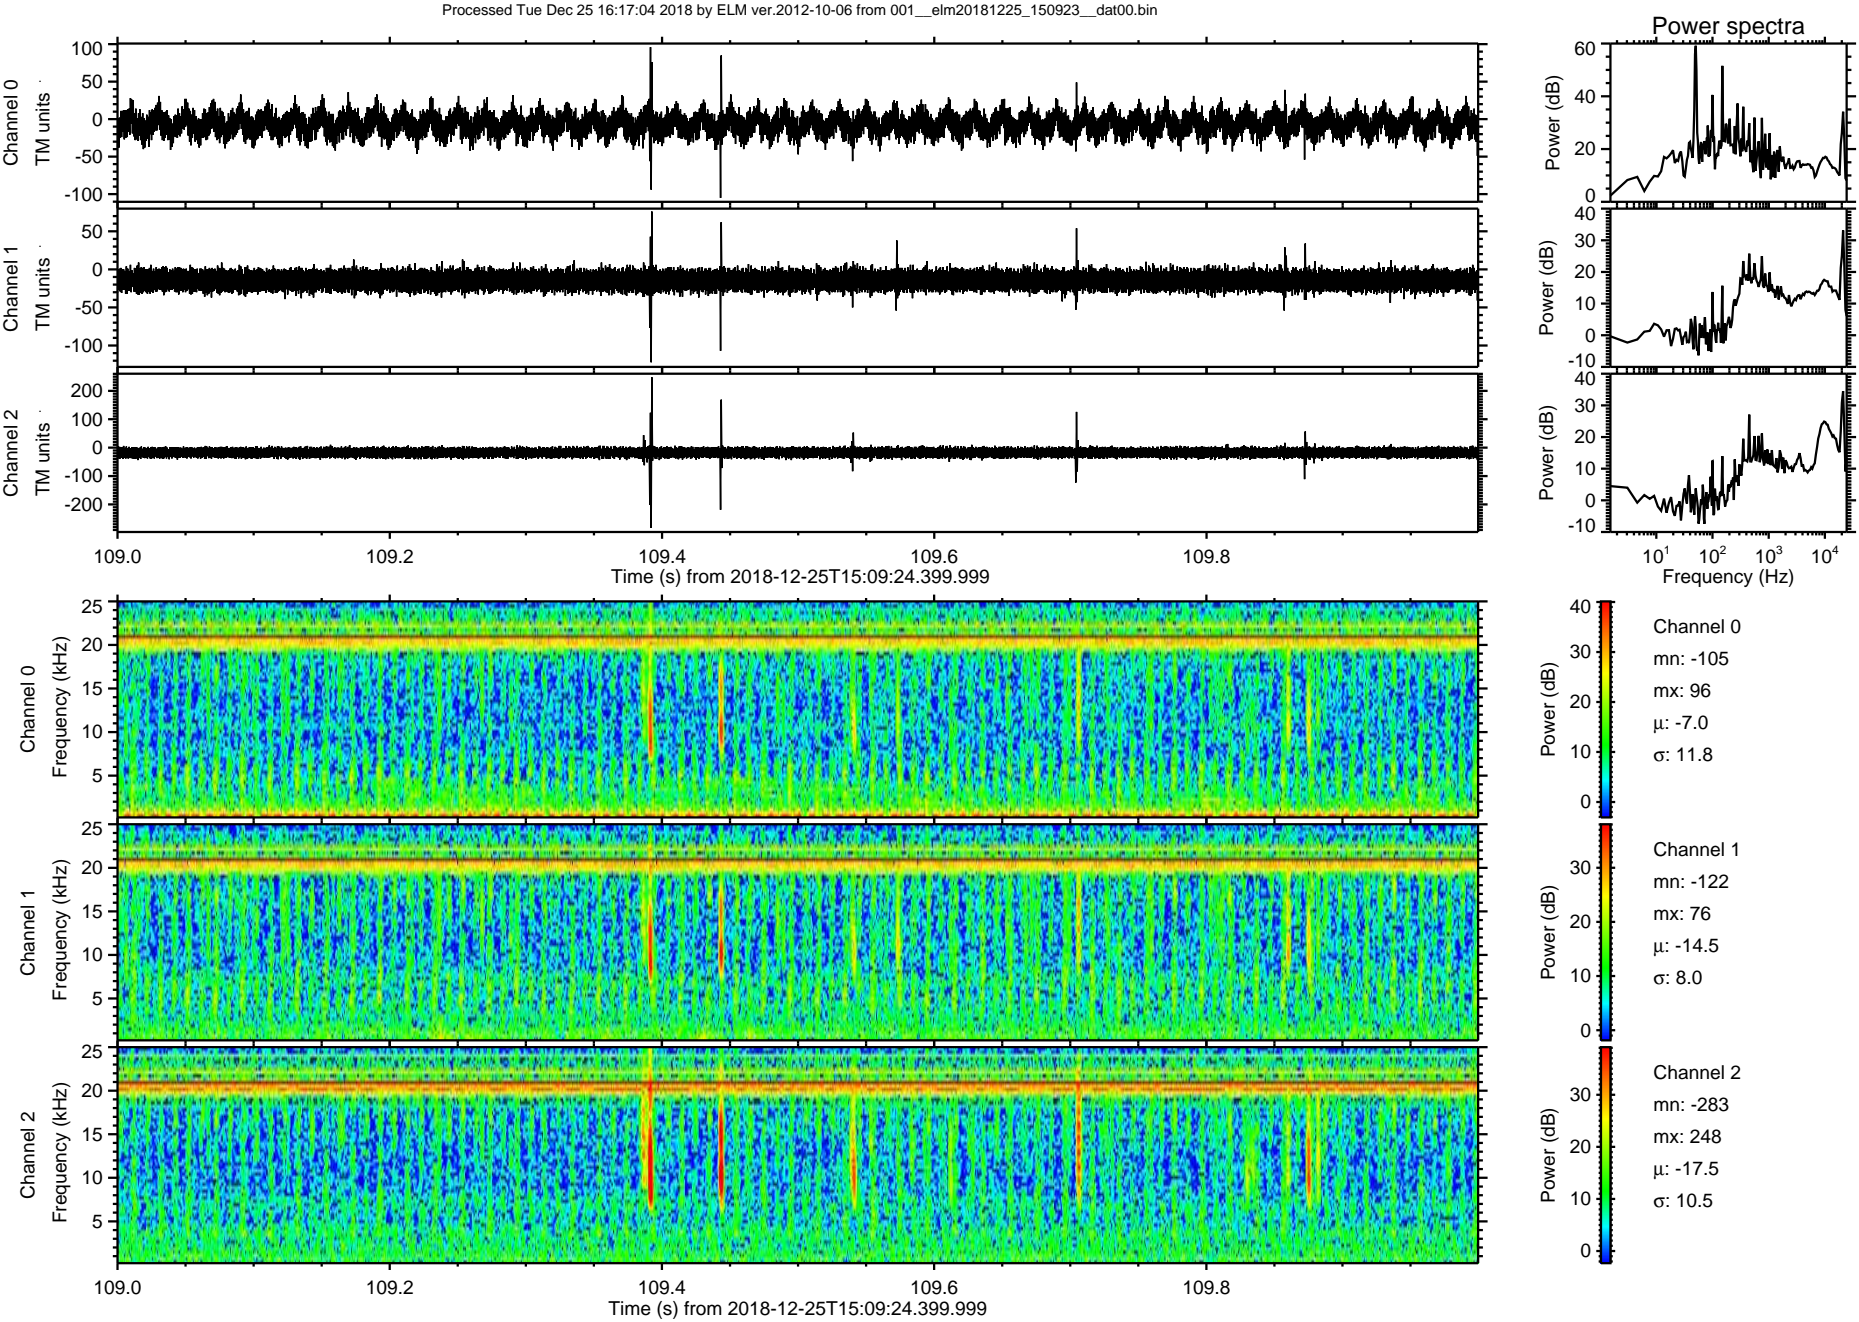 Processed Tue Dec 25 16:17:04 2018 by ELM ver.2012-10-06 from 001__elm20181225_150923__dat00.bin
Power spectra
Channel 0
TM units
100
50
0
-50
-100
Power (dB)
60
40
20
0
Channel 1
TM units
50
0
-50
-100
Power (dB)
40
30
20
10
0
-10
Channel 2
TM units
200
100
0
-100
-200
Power (dB)
40
30
20
10
0
-10
109.0 109.2 109.4 109.6 109.8
Time (s) from 2018-12-25T15:09:24.399.999
10^1 10^2 10^3 10^4
Frequency (Hz)
Channel 0
Frequency (kHz)
25
20
15
10
5
Power (dB)
40
30
20
10
0
Channel 0
mn: -105
mx: 96
µ: -7.0
σ: 11.8
Channel 1
Frequency (kHz)
25
20
15
10
5
Power (dB)
30
20
10
0
Channel 1
mn: -122
mx: 76
µ: -14.5
σ: 8.0
Channel 2
Frequency (kHz)
25
20
15
10
5
Power (dB)
30
20
10
0
Channel 2
mn: -283
mx: 248
µ: -17.5
σ: 10.5
109.0 109.2 109.4 109.6 109.8
Time (s) from 2018-12-25T15:09:24.399.999